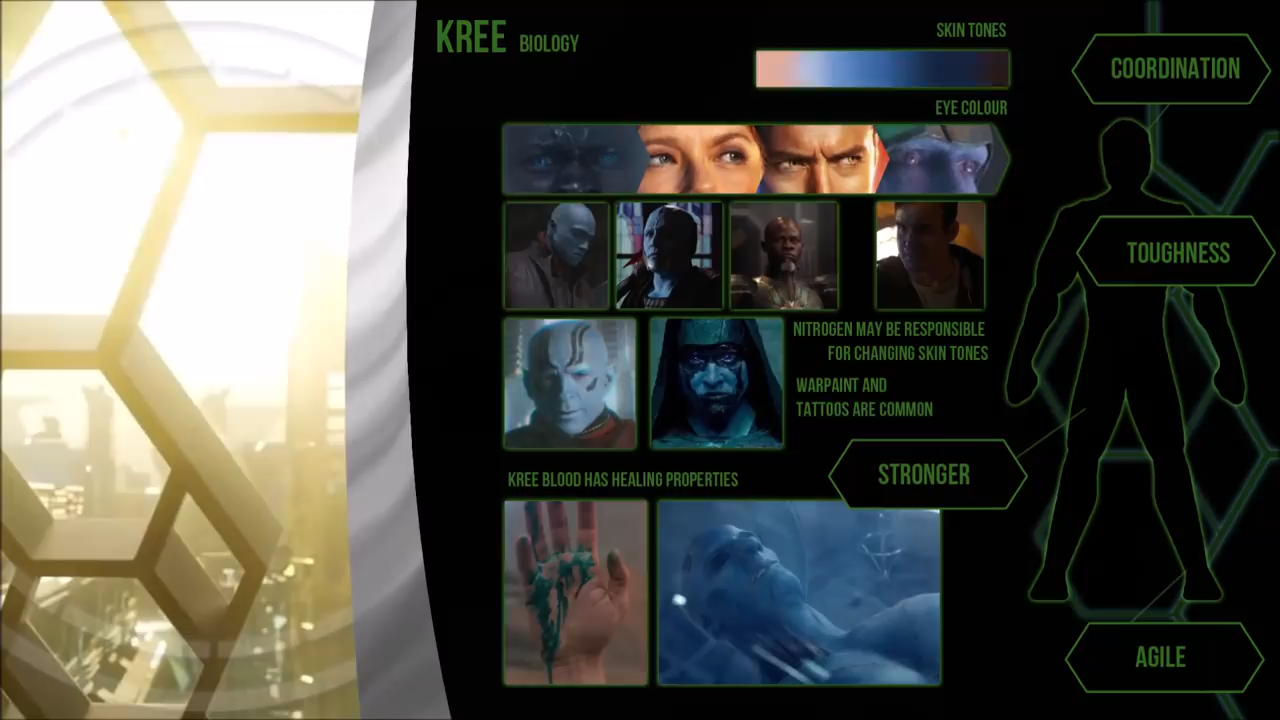 KREE BIOLOGY
SKIN TONES
EYE COLOUR
NITROGEN MAY BE RESPONSIBLE
FOR CHANGING SKIN TONES
WARPAINT AND
TATTOOS ARE COMMON
KREE BLOOD HAS HEALING PROPERTIES
COORDINATION
TOUGHNESS
STRONGER
AGILE